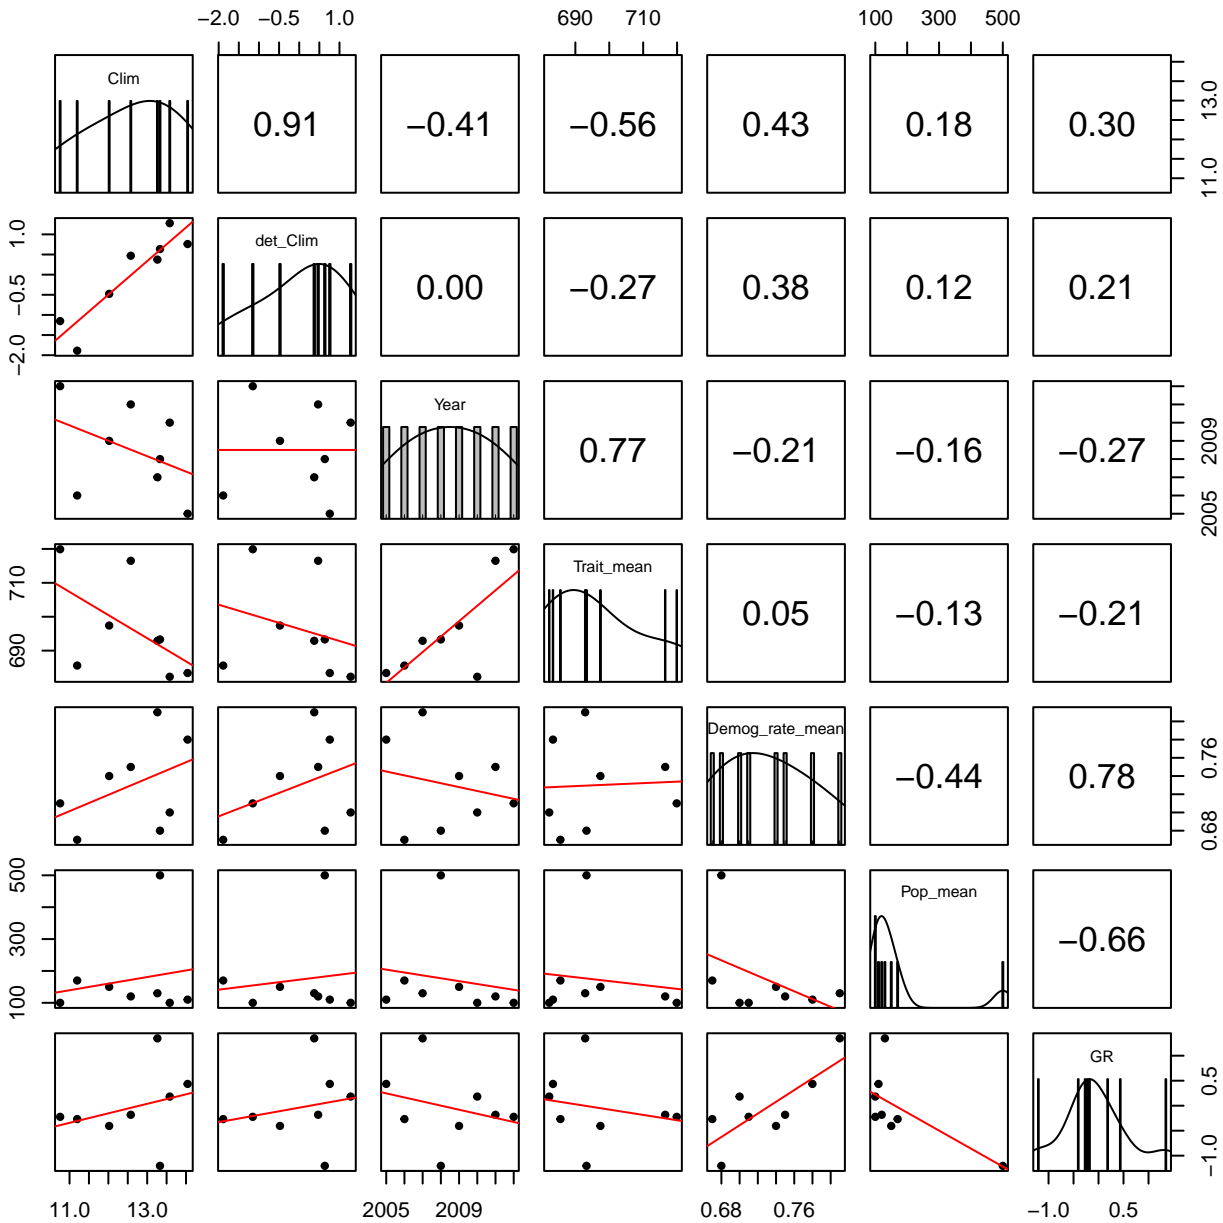 −2.0 −0.5 1.0 690 710 100 300 500
Clim 0.91 −0.41 −0.56 0.43 0.18 0.30 11.0 13.0
−2.0 −0.5 1.0 det_Clim 0.00 −0.27 0.38 0.12 0.21
Year 0.77 −0.21 −0.16 −0.27 2005 2009
690 710 Trait_mean 0.05 −0.13 −0.21
Demog_rate_mean −0.44 0.78 0.68 0.76
100 300 500 Pop_mean −0.66
GR −1.0 0.5
11.0 13.0 2005 2009 0.68 0.76 −1.0 0.5